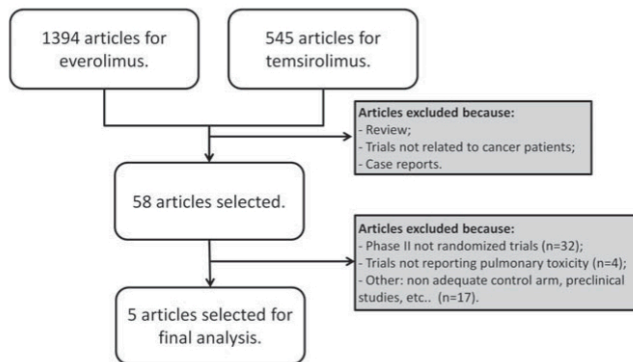 1394 articles for
everolimus.
545 articles for
temsirolimus.
Articles excluded because:
- Review;
- Trials not related to cancer patients;
- Case reports.
58 articles selected.
Articles excluded because:
- Phase II not randomized trials (n=32);
- Trials not reporting pulmonary toxicity (n=4);
- Other: non adequate control arm, preclinical
studies, etc.. (n=17).
5 articles selected for
final analysis.